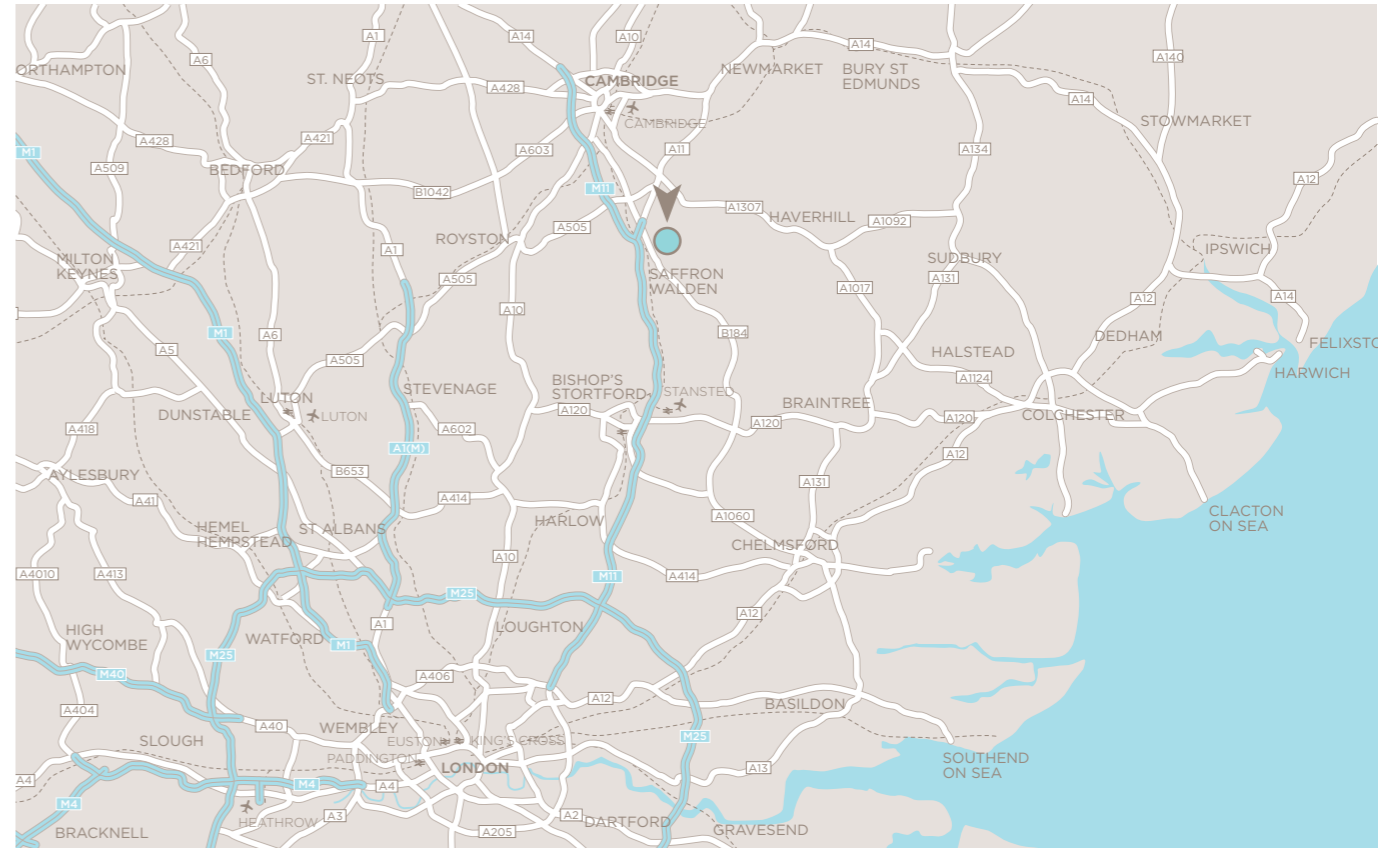 A1
A14
A10
A6
A14
A140
ORTHAMPTON
ST. NEOTS
CAMBRIDGE
NEWMARKET
BURY ST
EDMUNDS
A428
A14
CAMBRIDGE
STOWMARKET
A428
A421
A603
A11
A134
M1
A509
BEDFORD
B1042
M11
A12
A1307
HAVERHILL
A1092
A505
ROYSTON
A421
A1
IPSWICH
MILTON
KEYNES
SUDBURY
SAFFRON
WALDEN
A505
A131
A1017
A12
A14
A10
M1
A6
B184
DEDHAM
A5
A505
HALSTEAD
FELIXSTO
HARWICH
A1124
BISHOP'S
STORTFORD
STANSTED
STEVENAGE
LUTON
LUTON
DUNSTABLE
A120
BRAINTREE
A120
A120
COLCHESTER
A418
A602
A1(M)
A12
AYLESBURY
B653
A131
A41
A414
CLACTON
ON SEA
HEMEL
HEMPSTEAD
ST ALBANS
HARLOW
A1060
CHELMSFORD
A10
A4010
A413
M11
A414
M25
A12
A1
LOUGHTON
HIGH
WYCOMBE
WATFORD
M1
M25
M40
A406
A12
BASILDON
A404
A40
WEMBLEY
M25
SLOUGH
EUSTON
KING'S CROSS
PADDINGTON
LONDON
A13
SOUTHEND
ON SEA
A4
M4
A4
M4
HEATHROW
A3
A2
DARTFORD
BRACKNELL
A205
GRAVESEND